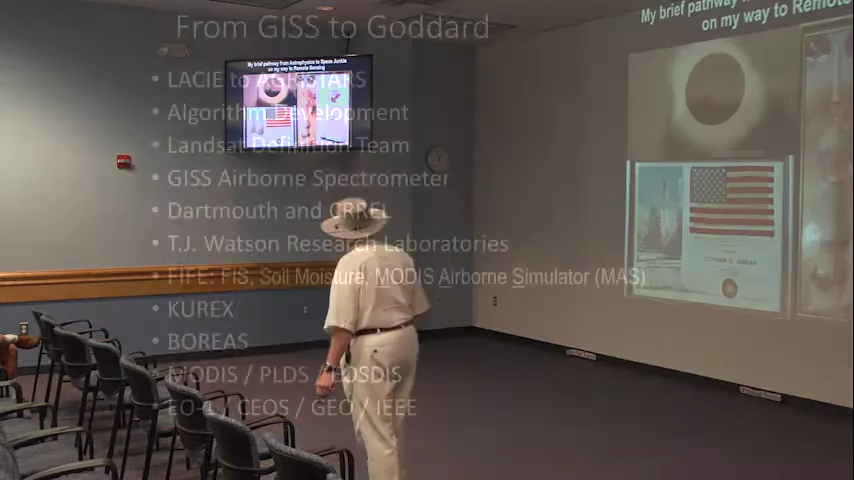 From GISS to Goddard
• LACIE to AGRISTARS
• Algorithm Development
• Landsat Definition Team
• GISS Airborne Spectrometer
• Dartmouth and CRREL
• T.J. Watson Research Laboratories
• FIFE: FIS, Soil Moisture, MODIS Airborne Simulator (MAS)
• KUREX
• BOREAS
• MODIS / PLDS / EOSDIS
• EO-1 / CEOS / GEO / IEEE
My brief pathway from Astrophysics to Space Junkie
on my way to Remote Sensing
My brief pathway
on my way to Remote